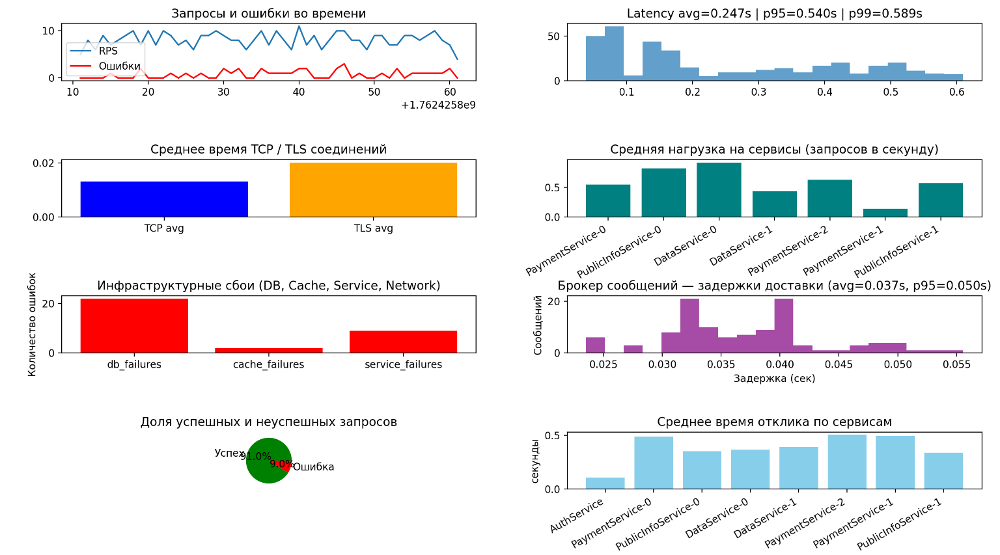 Запросы и ошибки во времени
10
0
RPS
Ошибки
10 20 30 40 50 60
+1.7624258e9
Latency avg=0.247s | p95=0.540s | p99=0.589s
50
0
0.1 0.2 0.3 0.4 0.5 0.6
Среднее время TCP / TLS соединений
0.02
0.00
TCP avg TLS avg
Средняя нагрузка на сервисы (запросов в секунду)
0.5
0.0
PaymentService-0 PublicInfoService-0 DataService-0 DataService-1 PaymentService-2 PaymentService-1 PublicInfoService-1
Инфраструктурные сбои (DB, Cache, Service, Network)
Количество ошибок
20
0
db_failures cache_failures service_failures
Брокер сообщений — задержки доставки (avg=0.037s, p95=0.050s)
Сообщений
20
0
0.025 0.030 0.035 0.040 0.045 0.050 0.055
Задержка (сек)
Доля успешных и неуспешных запросов
Успех
91.0%
9.0%
Ошибка
Среднее время отклика по сервисам
секунды
0.5
0.0
AuthService PaymentService-0 PublicInfoService-0 DataService-0 DataService-1 PaymentService-2 PaymentService-1 PublicInfoService-1